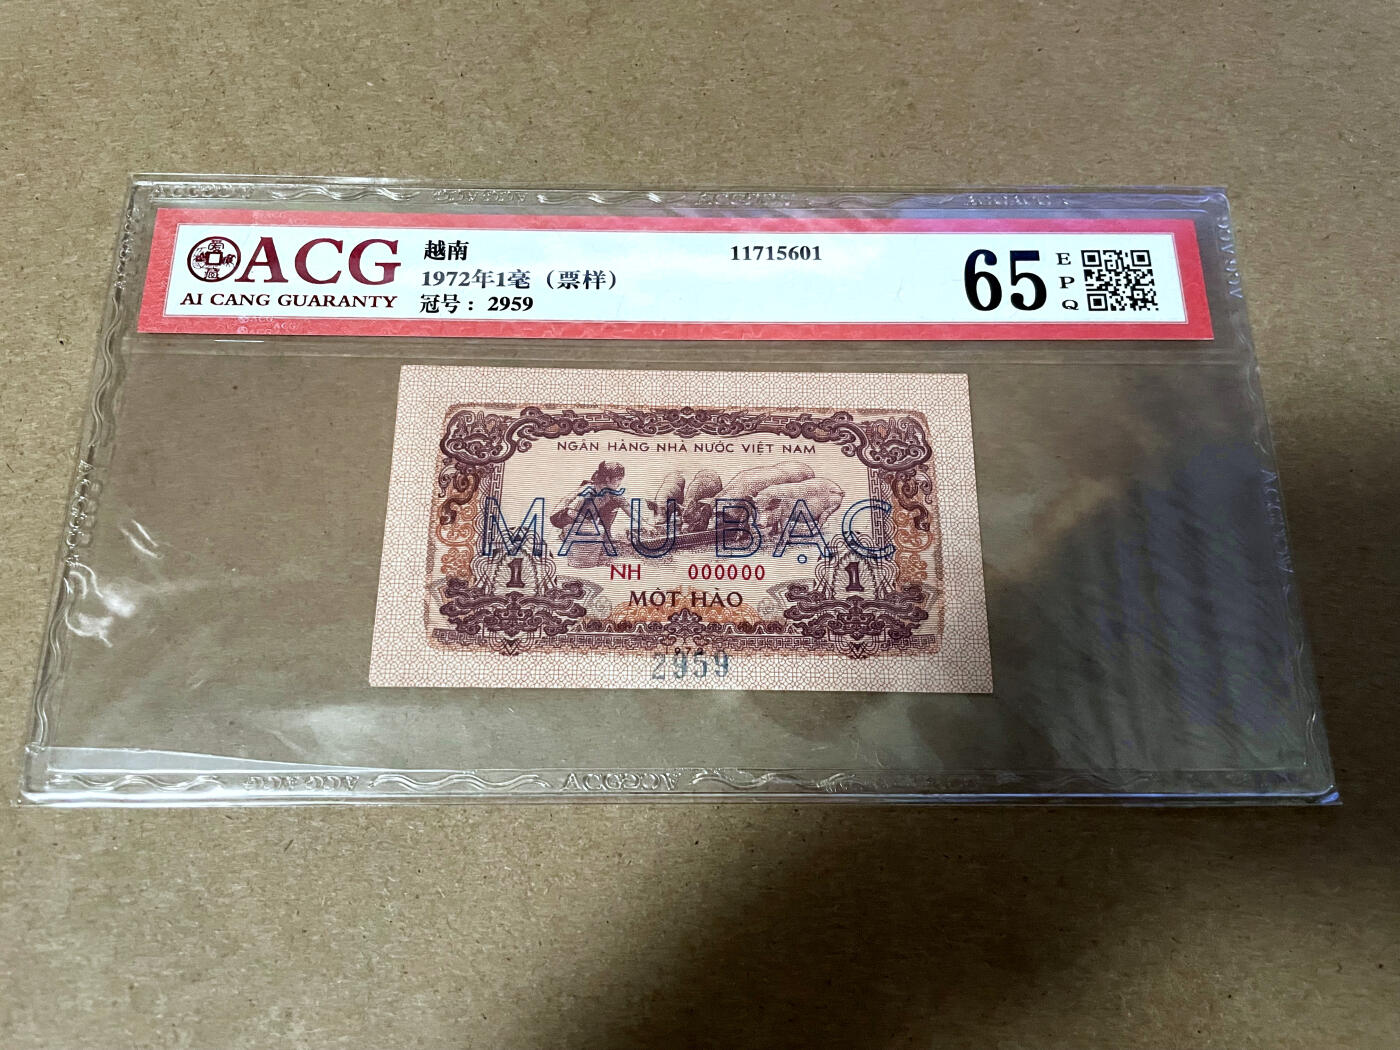 ACG
AI CANG GUARANTY
越南
11715601
1972年1毫（票样）
冠号： 2959
65
E
P
Q
NGÂN HÀNG NHÀ NƯỚC VIỆT NAM
MẪU BẠC
1
1
NH 000000
MỘT HÀO
2959